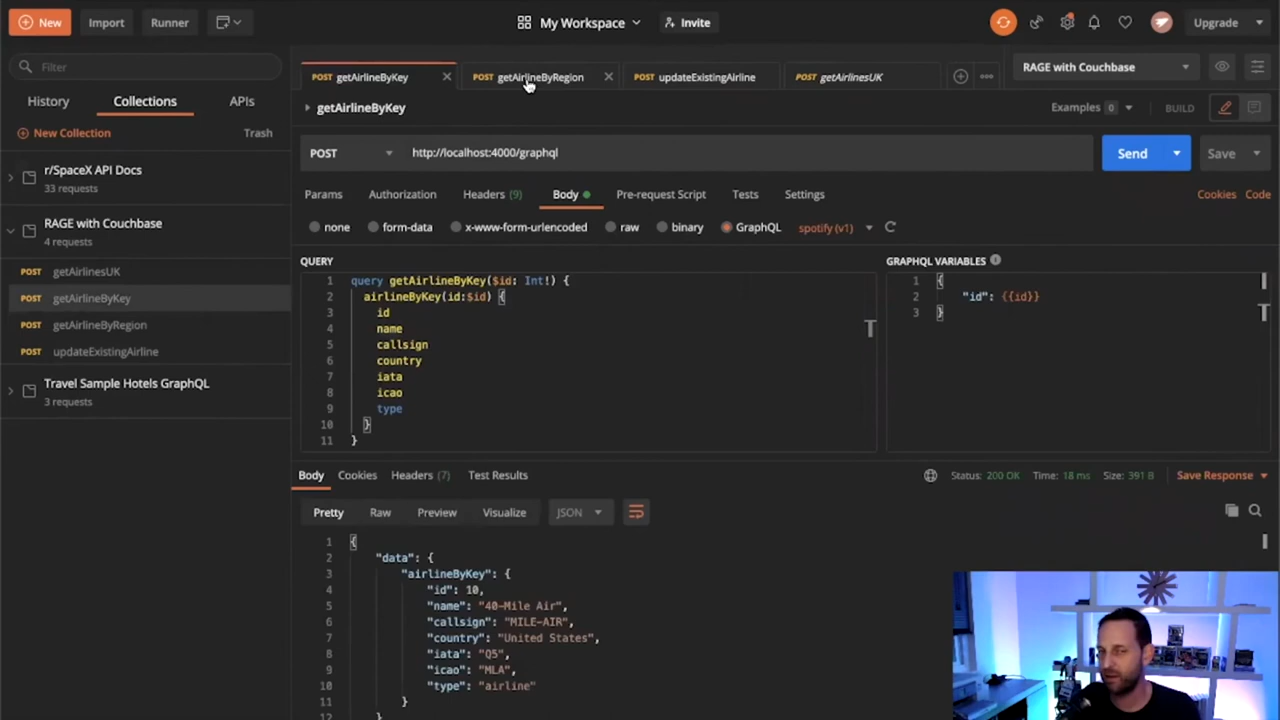 New
Import
Runner
My Workspace
Invite
Upgrade
Filter
History
Collections
APIs
New Collection
Trash
r/SpaceX API Docs
33 requests
RAGE with Couchbase
4 requests
POST getAirlinesUK
POST getAirlineByKey
POST getAirlineByRegion
POST updateExistingAirline
Travel Sample Hotels GraphQL
3 requests
POST getAirlineByKey
POST getAirlineByRegion
POST updateExistingAirline
POST getAirlinesUK
RAGE with Couchbase
getAirlineByKey
Examples 0
BUILD
POST
http://localhost:4000/graphql
Send
Save
Params
Authorization
Headers (9)
Body
Pre-request Script
Tests
Settings
Cookies
Code
none
form-data
x-www-form-urlencoded
raw
binary
GraphQL
spotify (v1)
QUERY
1 query getAirlineByKey($id: Int!) {
2 airlineByKey(id:$id) {
3 id
4 name
5 callsign
6 country
7 iata
8 icao
9 type
10 }
11 }
GRAPHQL VARIABLES
1 {
2 "id": {{id}}
3 }
Body
Cookies
Headers (7)
Test Results
Status: 200 OK
Time: 18 ms
Size: 391 B
Save Response
Pretty
Raw
Preview
Visualize
JSON
1 {
2 "data": {
3 "airlineByKey": {
4 "id": 10,
5 "name": "40-Mile Air",
6 "callsign": "MILE-AIR",
7 "country": "United States",
8 "iata": "Q5",
9 "icao": "MLA",
10 "type": "airline"
11 }
12 }